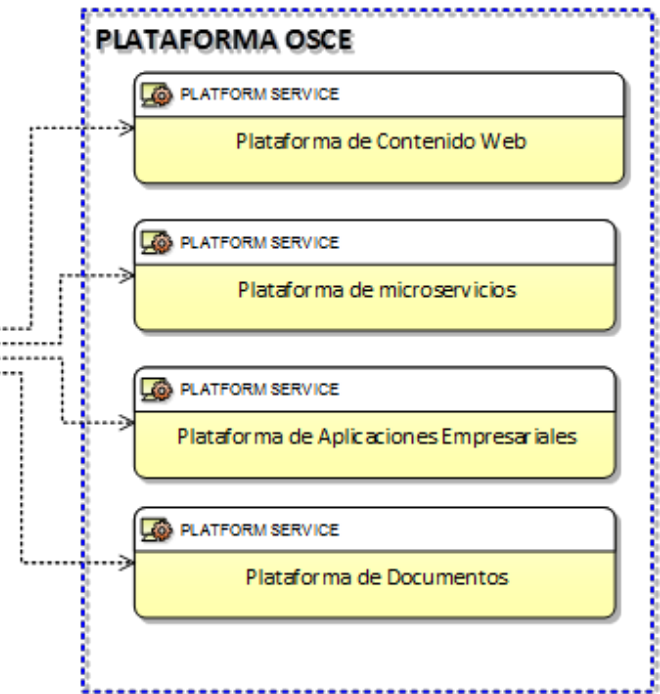 PLATAFORMA OSCE
PLATFORM SERVICE
Plataforma de Contenido Web
PLATFORM SERVICE
Plataforma de microservicios
PLATFORM SERVICE
Plataforma de Aplicaciones Empresariales
PLATFORM SERVICE
Plataforma de Documentos